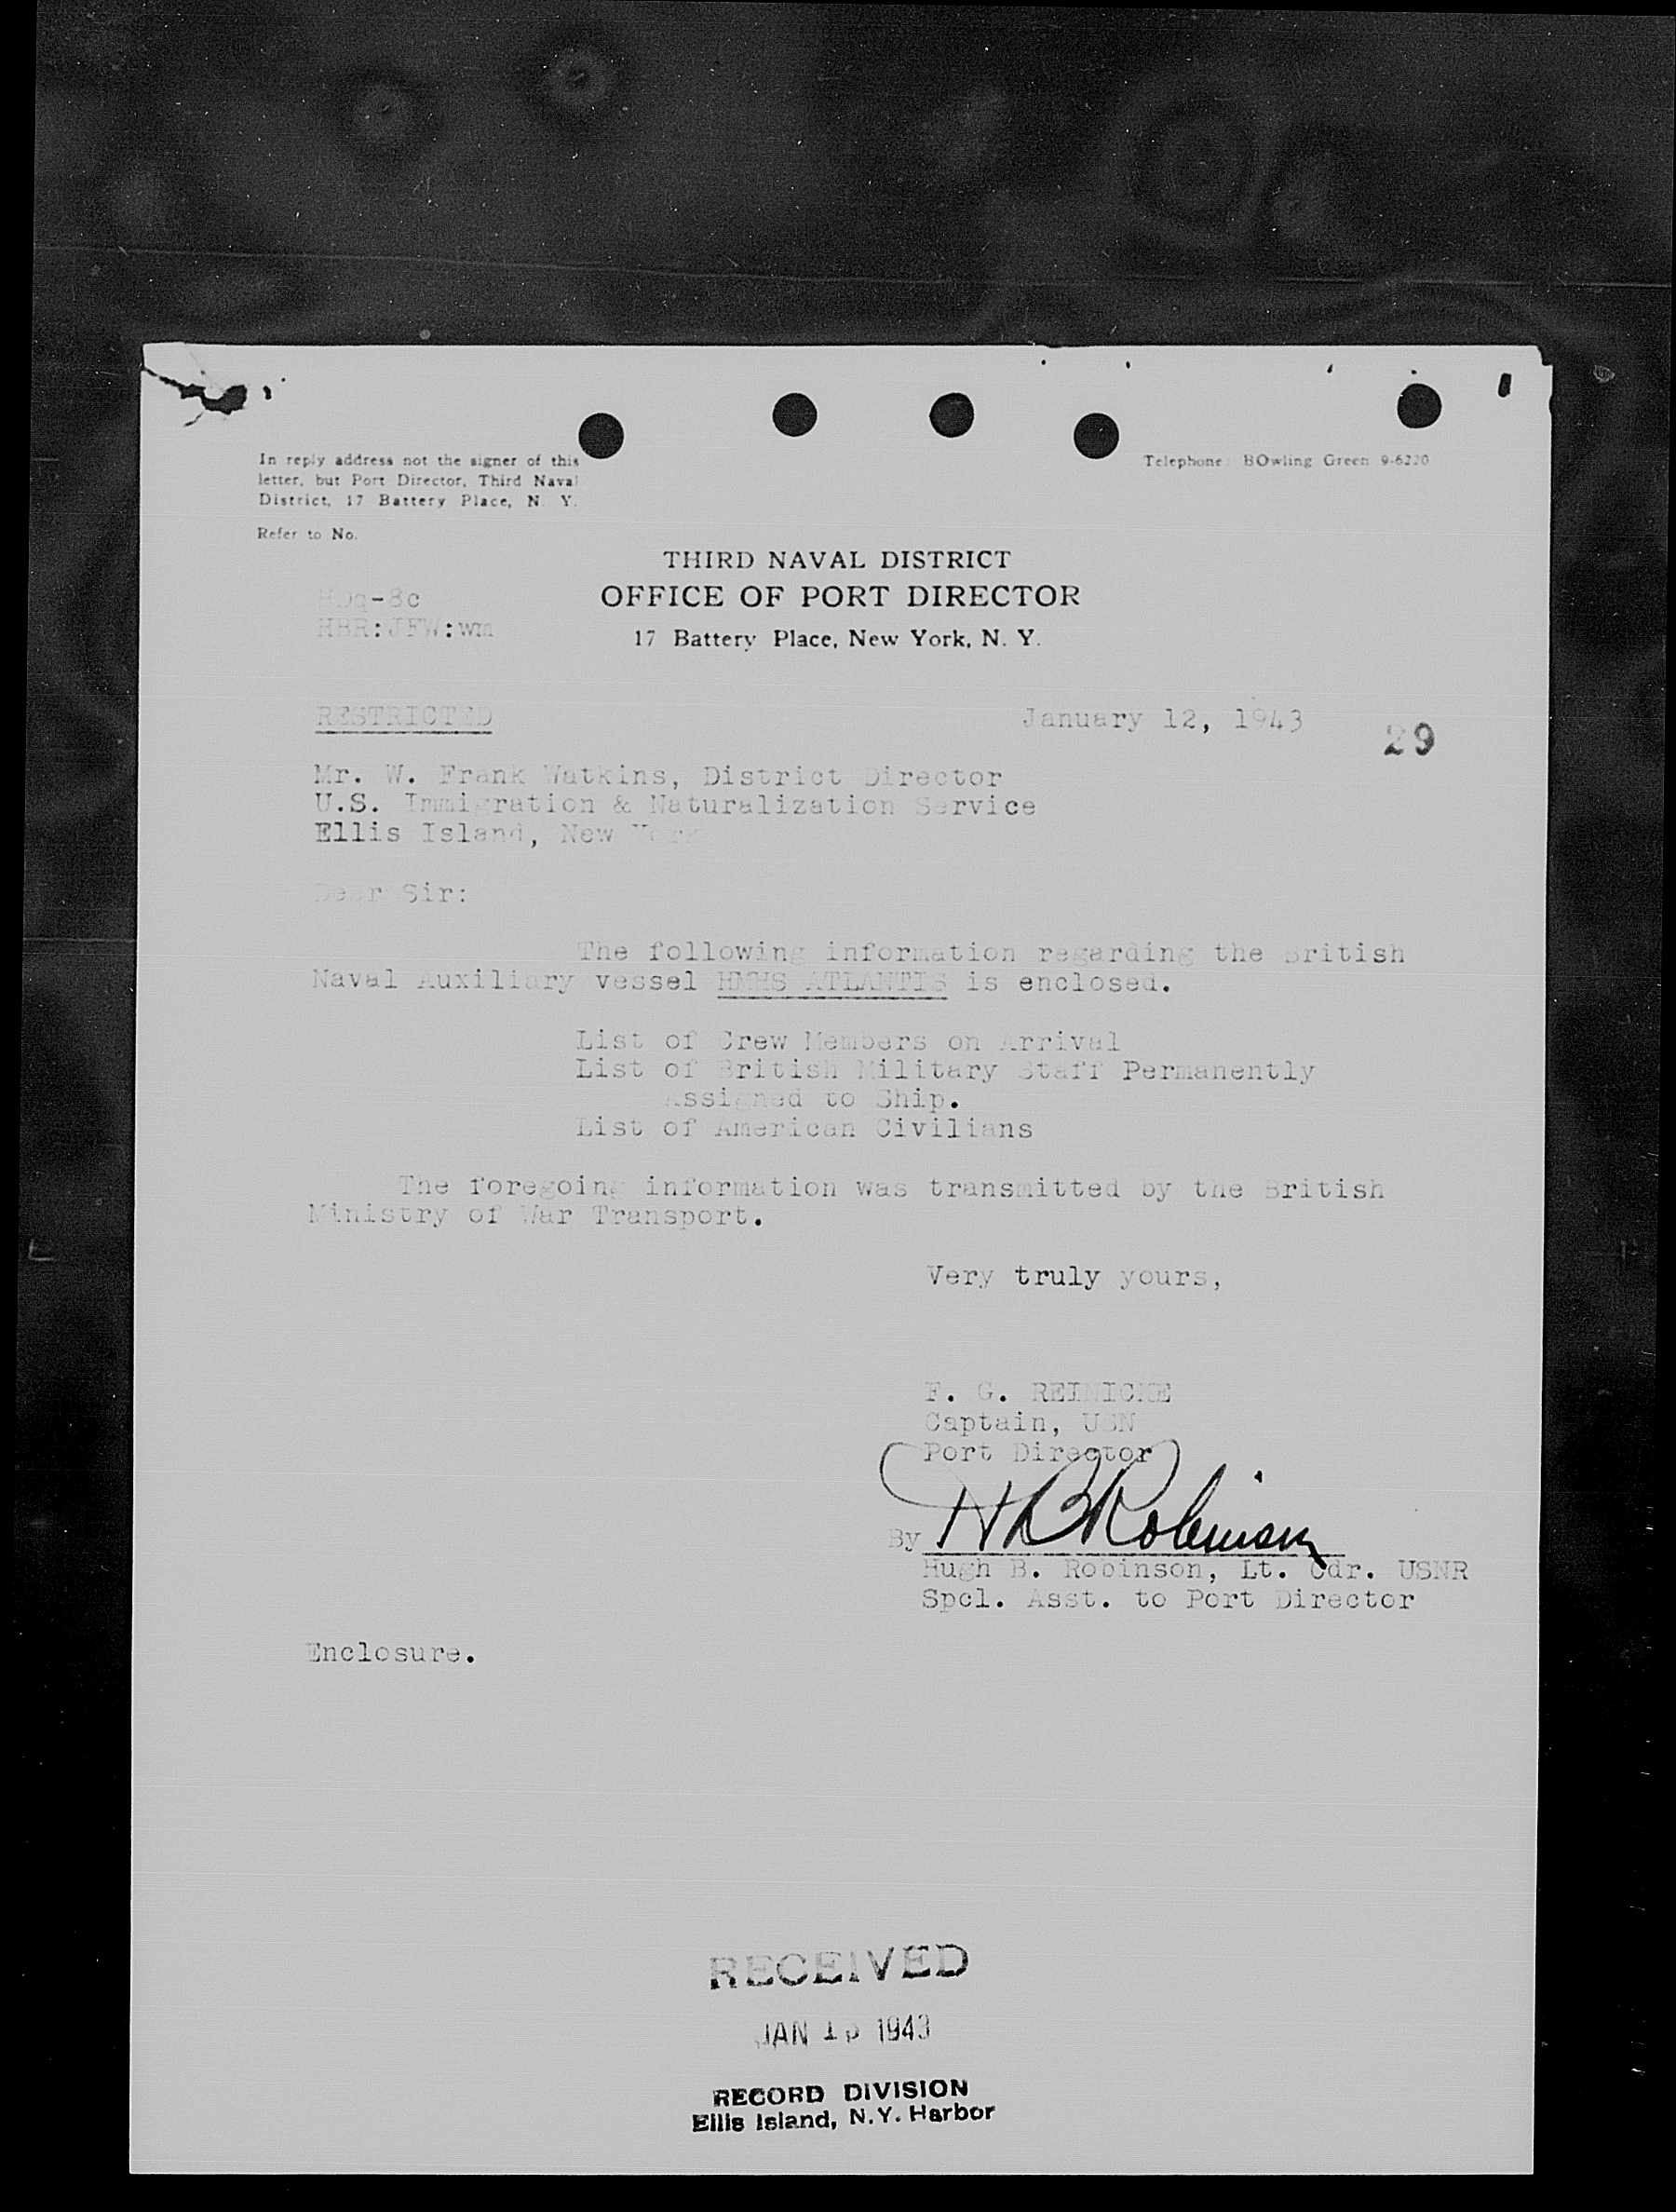 In reply address not the signer of this
letter, but Port Director, Third Naval
District, 17 Battery Place, N. Y.
Refer to No.
Telephone: BOwling Green 9-6220
THIRD NAVAL DISTRICT
OFFICE OF PORT DIRECTOR
17 Battery Place, New York, N. Y.
HBR:JFW:wm
RESTRICTED
January 12, 1943
29
Mr. W. Frank Watkins, District Director
U.S. Immigration & Naturalization Service
Ellis Island, New York
Dear Sir:
The following information regarding the British
Naval Auxiliary vessel HMHS ATLANTIS is enclosed.
List of Crew Members on Arrival
List of British Military Staff Permanently
Assigned to Ship.
List of American Civilians
The foregoing information was transmitted by the British
Ministry of War Transport.
Very truly yours,
F. G. REINICKE
Captain, USN
Port Director
By H B Robinson
Hugh B. Robinson, Lt. Cdr. USNR
Spcl. Asst. to Port Director
Enclosure.
RECEIVED
JAN 1943
RECORD DIVISION
Ellis Island, N.Y. Harbor